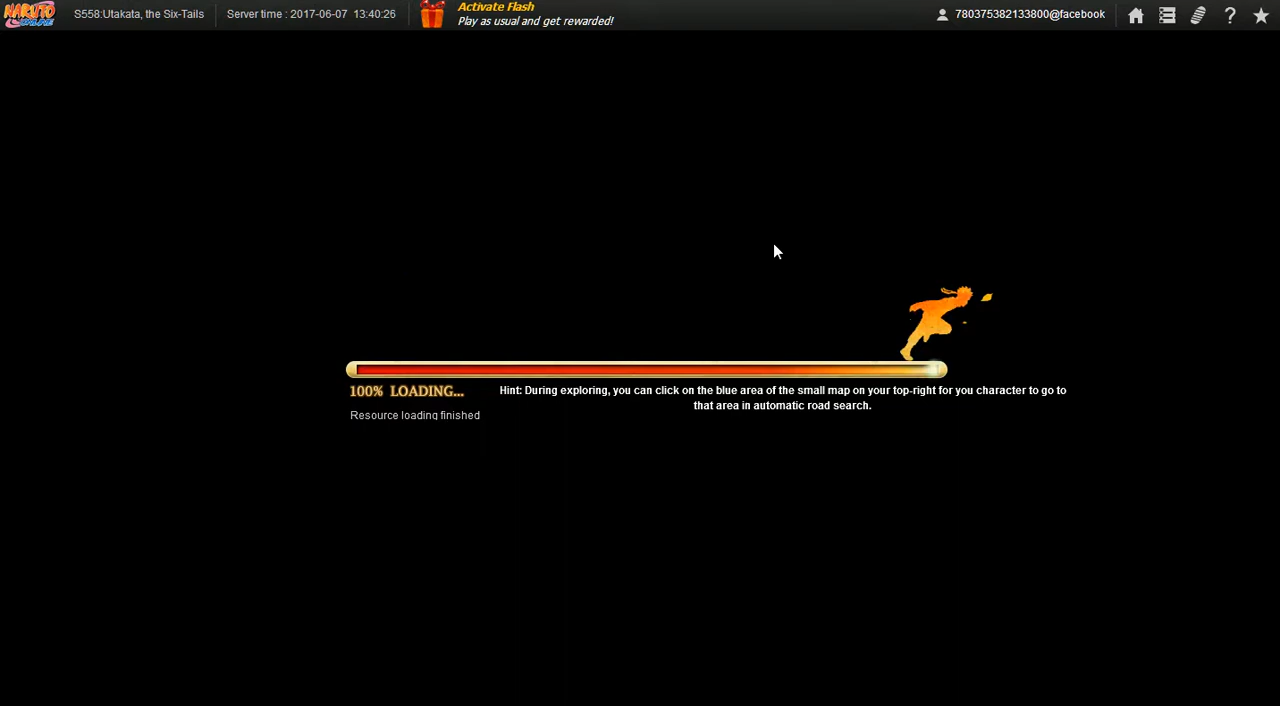 NARUTO
ONLINE
S558:Utakata, the Six-Tails
Server time : 2017-06-07  13:40:26
Activate Flash
Play as usual and get rewarded!
780375382133800@facebook
?
100% LOADING...
Resource loading finished
Hint: During exploring, you can click on the blue area of the small map on your top-right for you character to go to
that area in automatic road search.